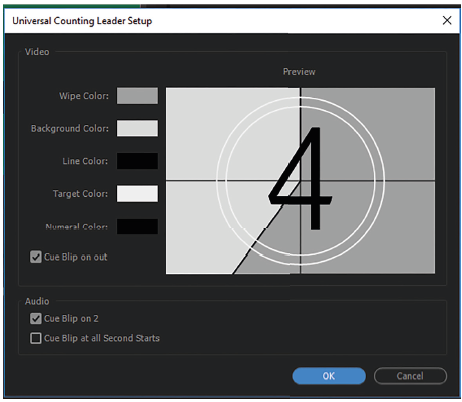 Universal Counting Leader Setup
Video
Preview
Wipe Color:
Background Color:
Line Color:
Target Color:
Numeral Color:
Cue Blip on out
4
Audio
Cue Blip on 2
Cue Blip at all Second Starts
OK
Cancel